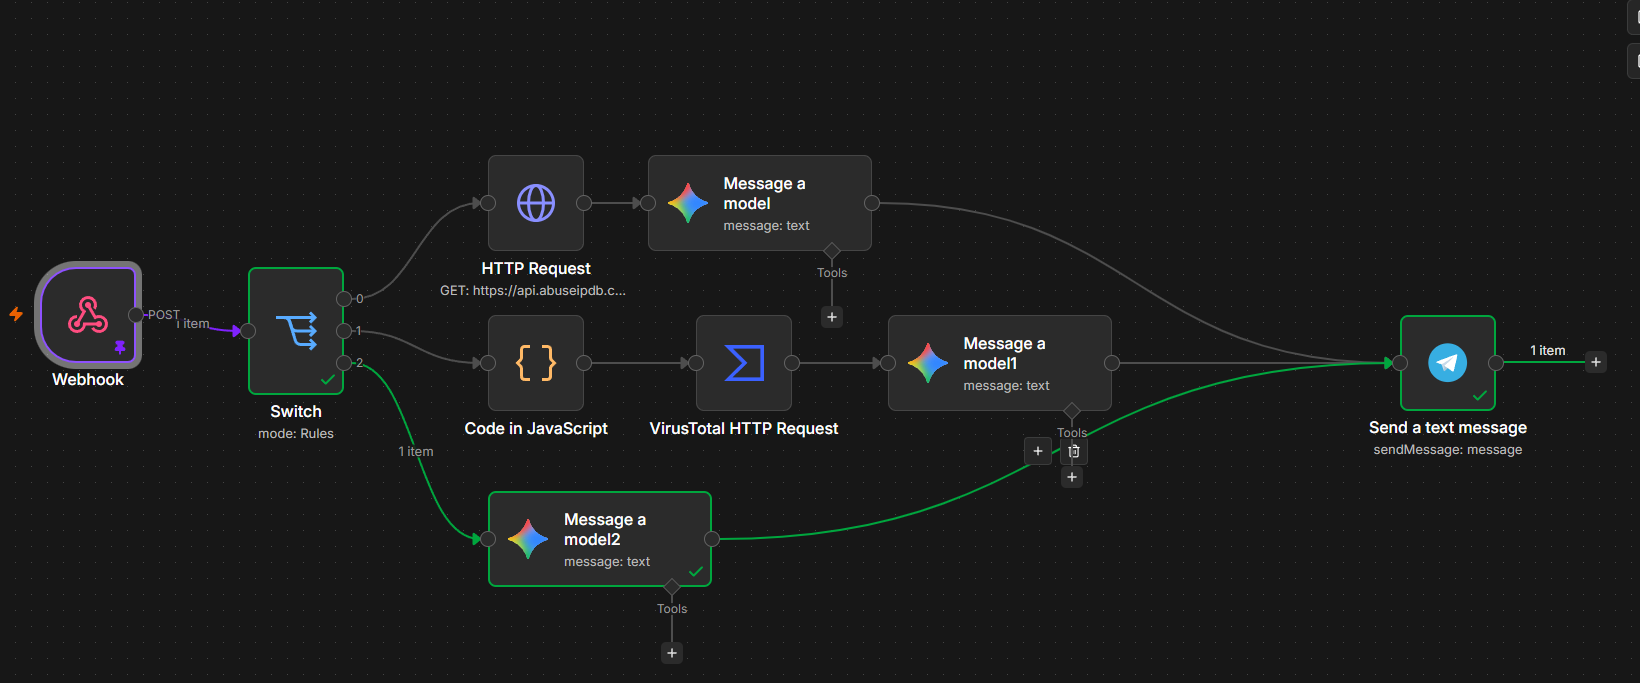 Message a
model
message: text
HTTP Request
GET: https://api.abuseipdb.c...
Tools
0
POST
1 item
1
2
Webhook
Switch
mode: Rules
{}
Code in JavaScript
VirusTotal HTTP Request
Message a
model1
message: text
Tools
1 item
Send a text message
sendMessage: message
1 item
Message a
model2
message: text
Tools